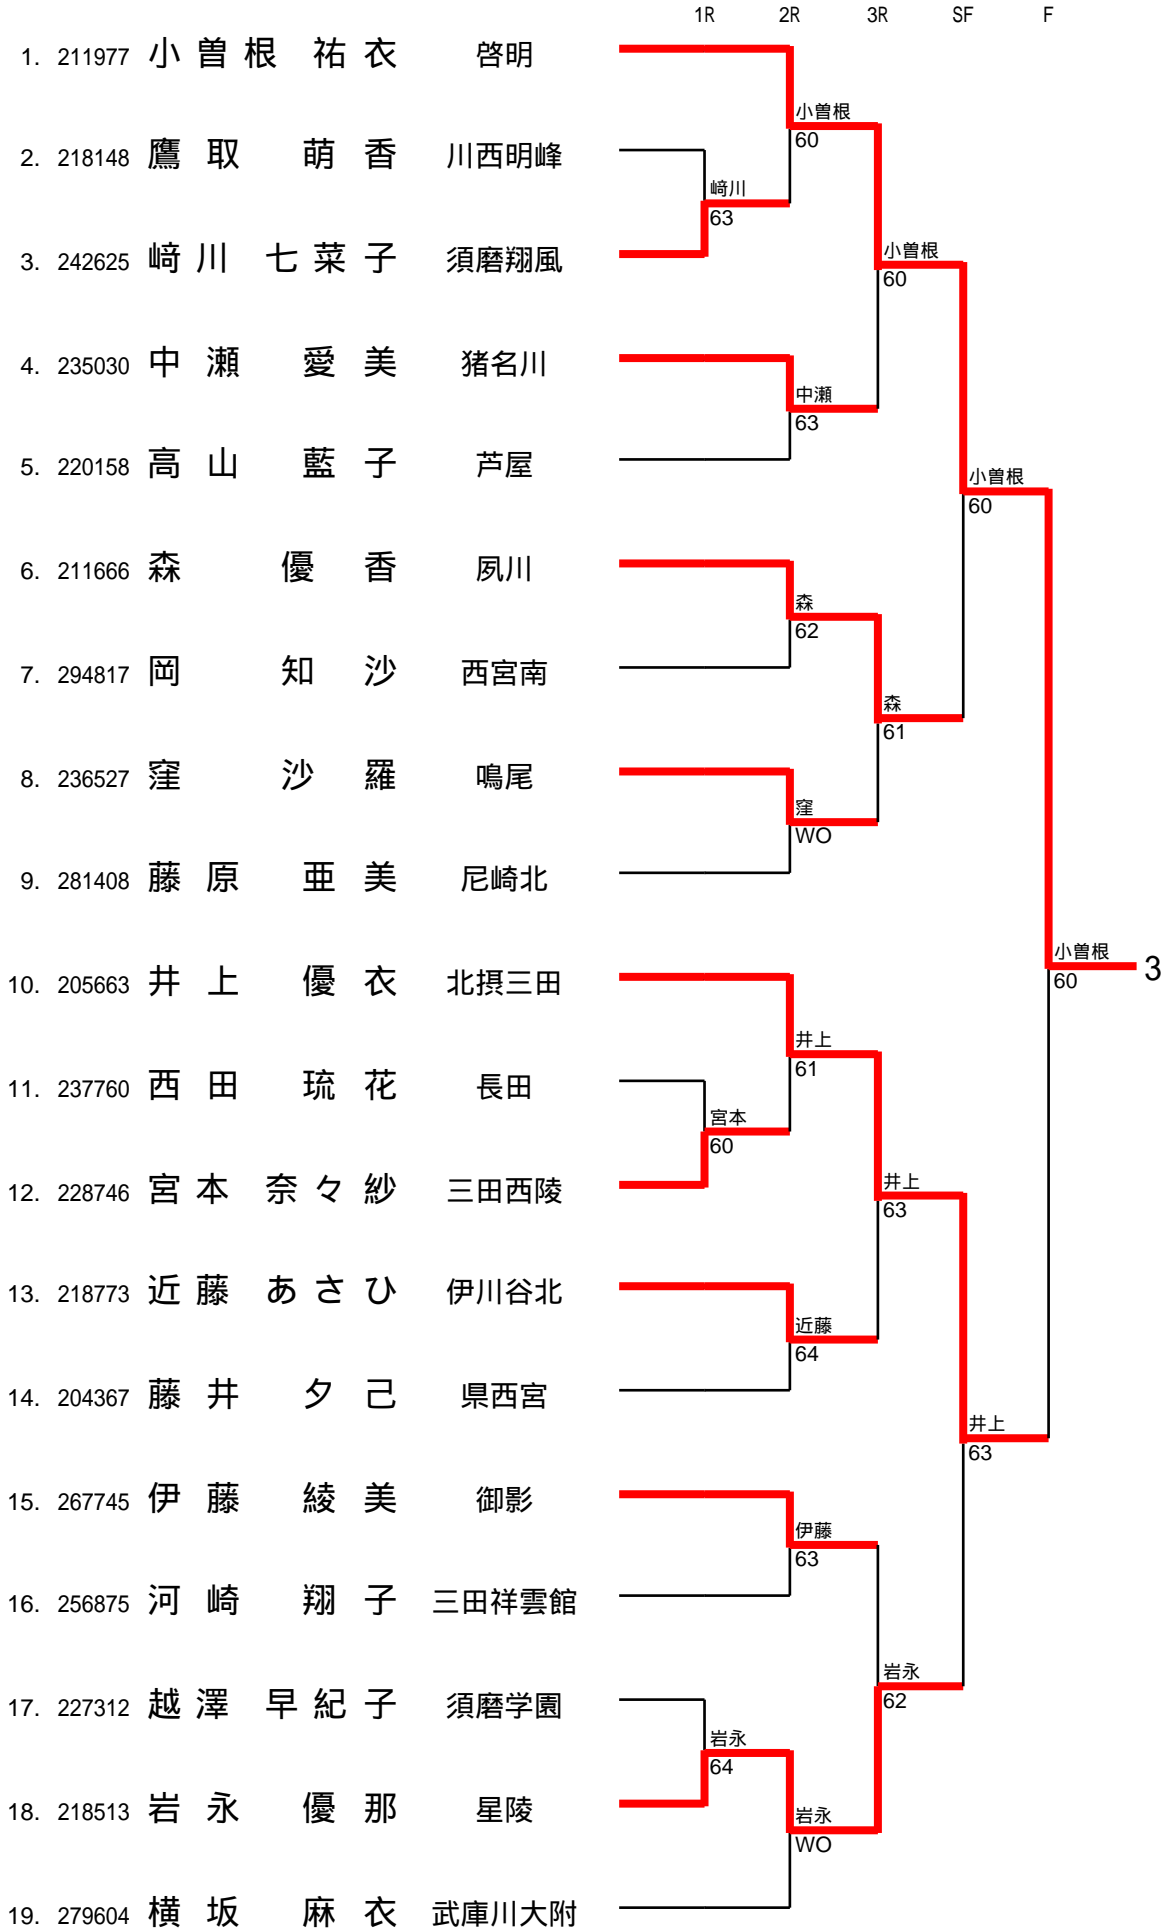 1R 2R 3R SF F
1. 211977 小曽根 祐衣 啓明
小曽根
60
2. 218148 鷹取 萌香 川西明峰
﨑川
63
3. 242625 﨑川 七菜子 須磨翔風
小曽根
60
4. 235030 中瀬 愛美 猪名川
中瀬
63
5. 220158 高山 藍子 芦屋
小曽根
60
6. 211666 森 優香 夙川
森
62
7. 294817 岡 知沙 西宮南
森
61
8. 236527 窪 沙羅 鳴尾
窪
WO
9. 281408 藤原 亜美 尼崎北
小曽根
60
3
10. 205663 井上 優衣 北摂三田
井上
61
11. 237760 西田 琉花 長田
宮本
60
12. 228746 宮本 奈々紗 三田西陵
井上
63
13. 218773 近藤 あさひ 伊川谷北
近藤
64
14. 204367 藤井 夕己 県西宮
井上
63
15. 267745 伊藤 綾美 御影
伊藤
63
16. 256875 河崎 翔子 三田祥雲館
岩永
62
17. 227312 越澤 早紀子 須磨学園
岩永
64
18. 218513 岩永 優那 星陵
岩永
WO
19. 279604 横坂 麻衣 武庫川大附